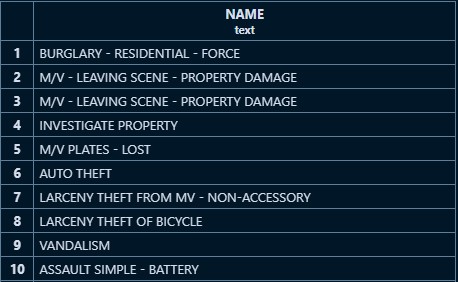 NAME
text
1 BURGLARY - RESIDENTIAL - FORCE
2 M/V - LEAVING SCENE - PROPERTY DAMAGE
3 M/V - LEAVING SCENE - PROPERTY DAMAGE
4 INVESTIGATE PROPERTY
5 M/V PLATES - LOST
6 AUTO THEFT
7 LARCENY THEFT FROM MV - NON-ACCESSORY
8 LARCENY THEFT OF BICYCLE
9 VANDALISM
10 ASSAULT SIMPLE - BATTERY